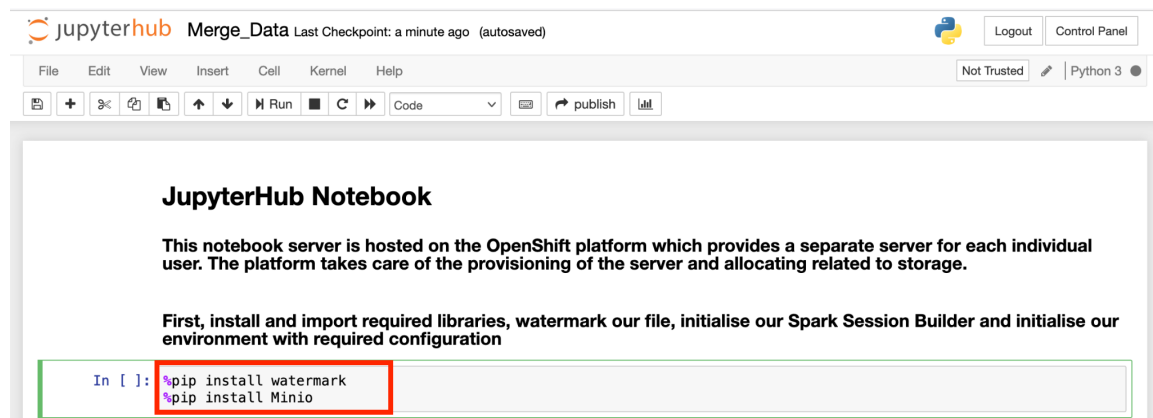 jupyterhub Merge_Data Last Checkpoint: a minute ago (autosaved) Logout Control Panel
File Edit View Insert Cell Kernel Help Not Trusted Python 3
Run Code publish
JupyterHub Notebook
This notebook server is hosted on the OpenShift platform which provides a separate server for each individual
user. The platform takes care of the provisioning of the server and allocating related to storage.
First, install and import required libraries, watermark our file, initialise our Spark Session Builder and initialise our
environment with required configuration
In [ ]: %pip install watermark
%pip install Minio